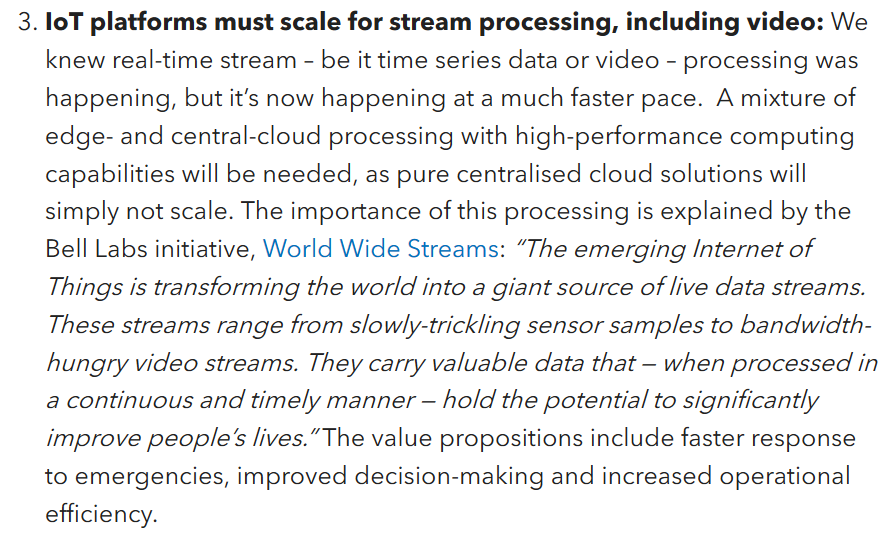 3. IoT platforms must scale for stream processing, including video: We
knew real-time stream – be it time series data or video – processing was
happening, but it’s now happening at a much faster pace.  A mixture of
edge- and central-cloud processing with high-performance computing
capabilities will be needed, as pure centralised cloud solutions will
simply not scale. The importance of this processing is explained by the
Bell Labs initiative, World Wide Streams: “The emerging Internet of
Things is transforming the world into a giant source of live data streams.
These streams range from slowly-trickling sensor samples to bandwidth-
hungry video streams. They carry valuable data that — when processed in
a continuous and timely manner — hold the potential to significantly
improve people’s lives.” The value propositions include faster response
to emergencies, improved decision-making and increased operational
efficiency.